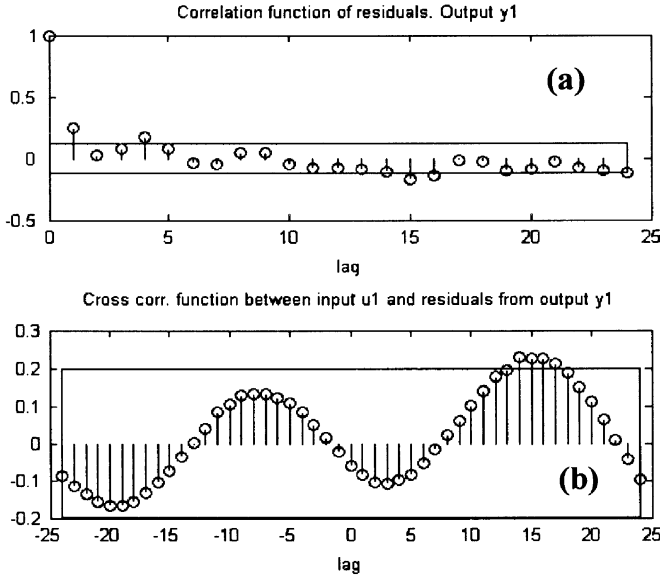 Correlation function of residuals. Output y1
1
0.5
0
-0.5
(a)
0 5 10 15 20 25
lag
Cross corr. function between input u1 and residuals from output y1
0.3
0.2
0.1
0
-0.1
-0.2
(b)
-25 -20 -15 -10 -5 0 5 10 15 20 25
lag